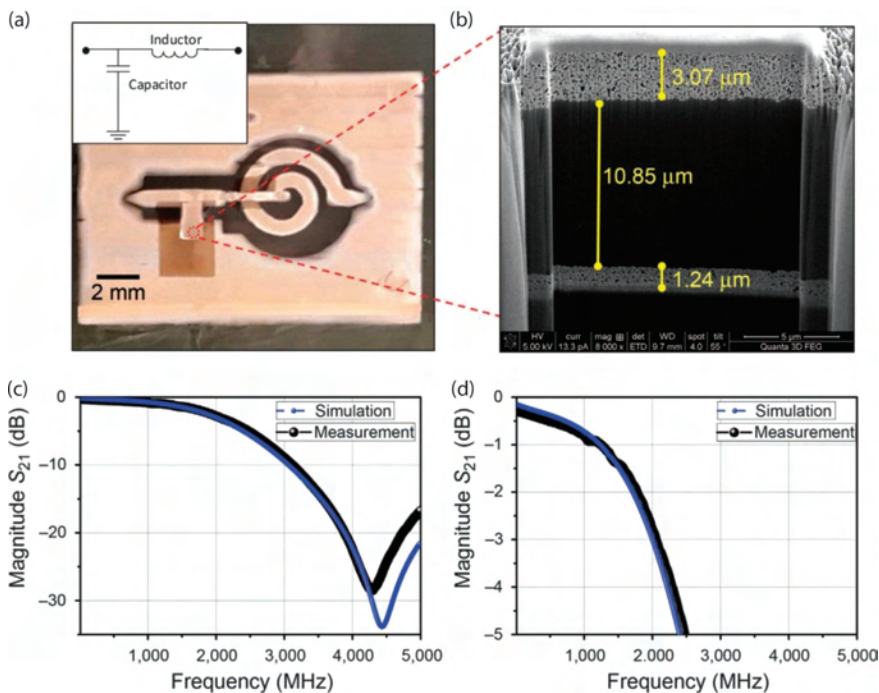 (a)
Inductor
Capacitor
2 mm
(b)
3.07 μm
10.85 μm
1.24 μm
HV curr mag ⊞ det WD spot tilt 5 μm
5.00 kV 13.3 pA 8 000 x ETD 9.7 mm 4.0 55° Quanta 3D FEG
(c)
0
−10
−20
−30
Magnitude S21 (dB)
Simulation
Measurement
1,000 2,000 3,000 4,000 5,000
Frequency (MHz)
(d)
0
−1
−2
−3
−4
−5
Magnitude S21 (dB)
Simulation
Measurement
1,000 2,000 3,000 4,000 5,000
Frequency (MHz)